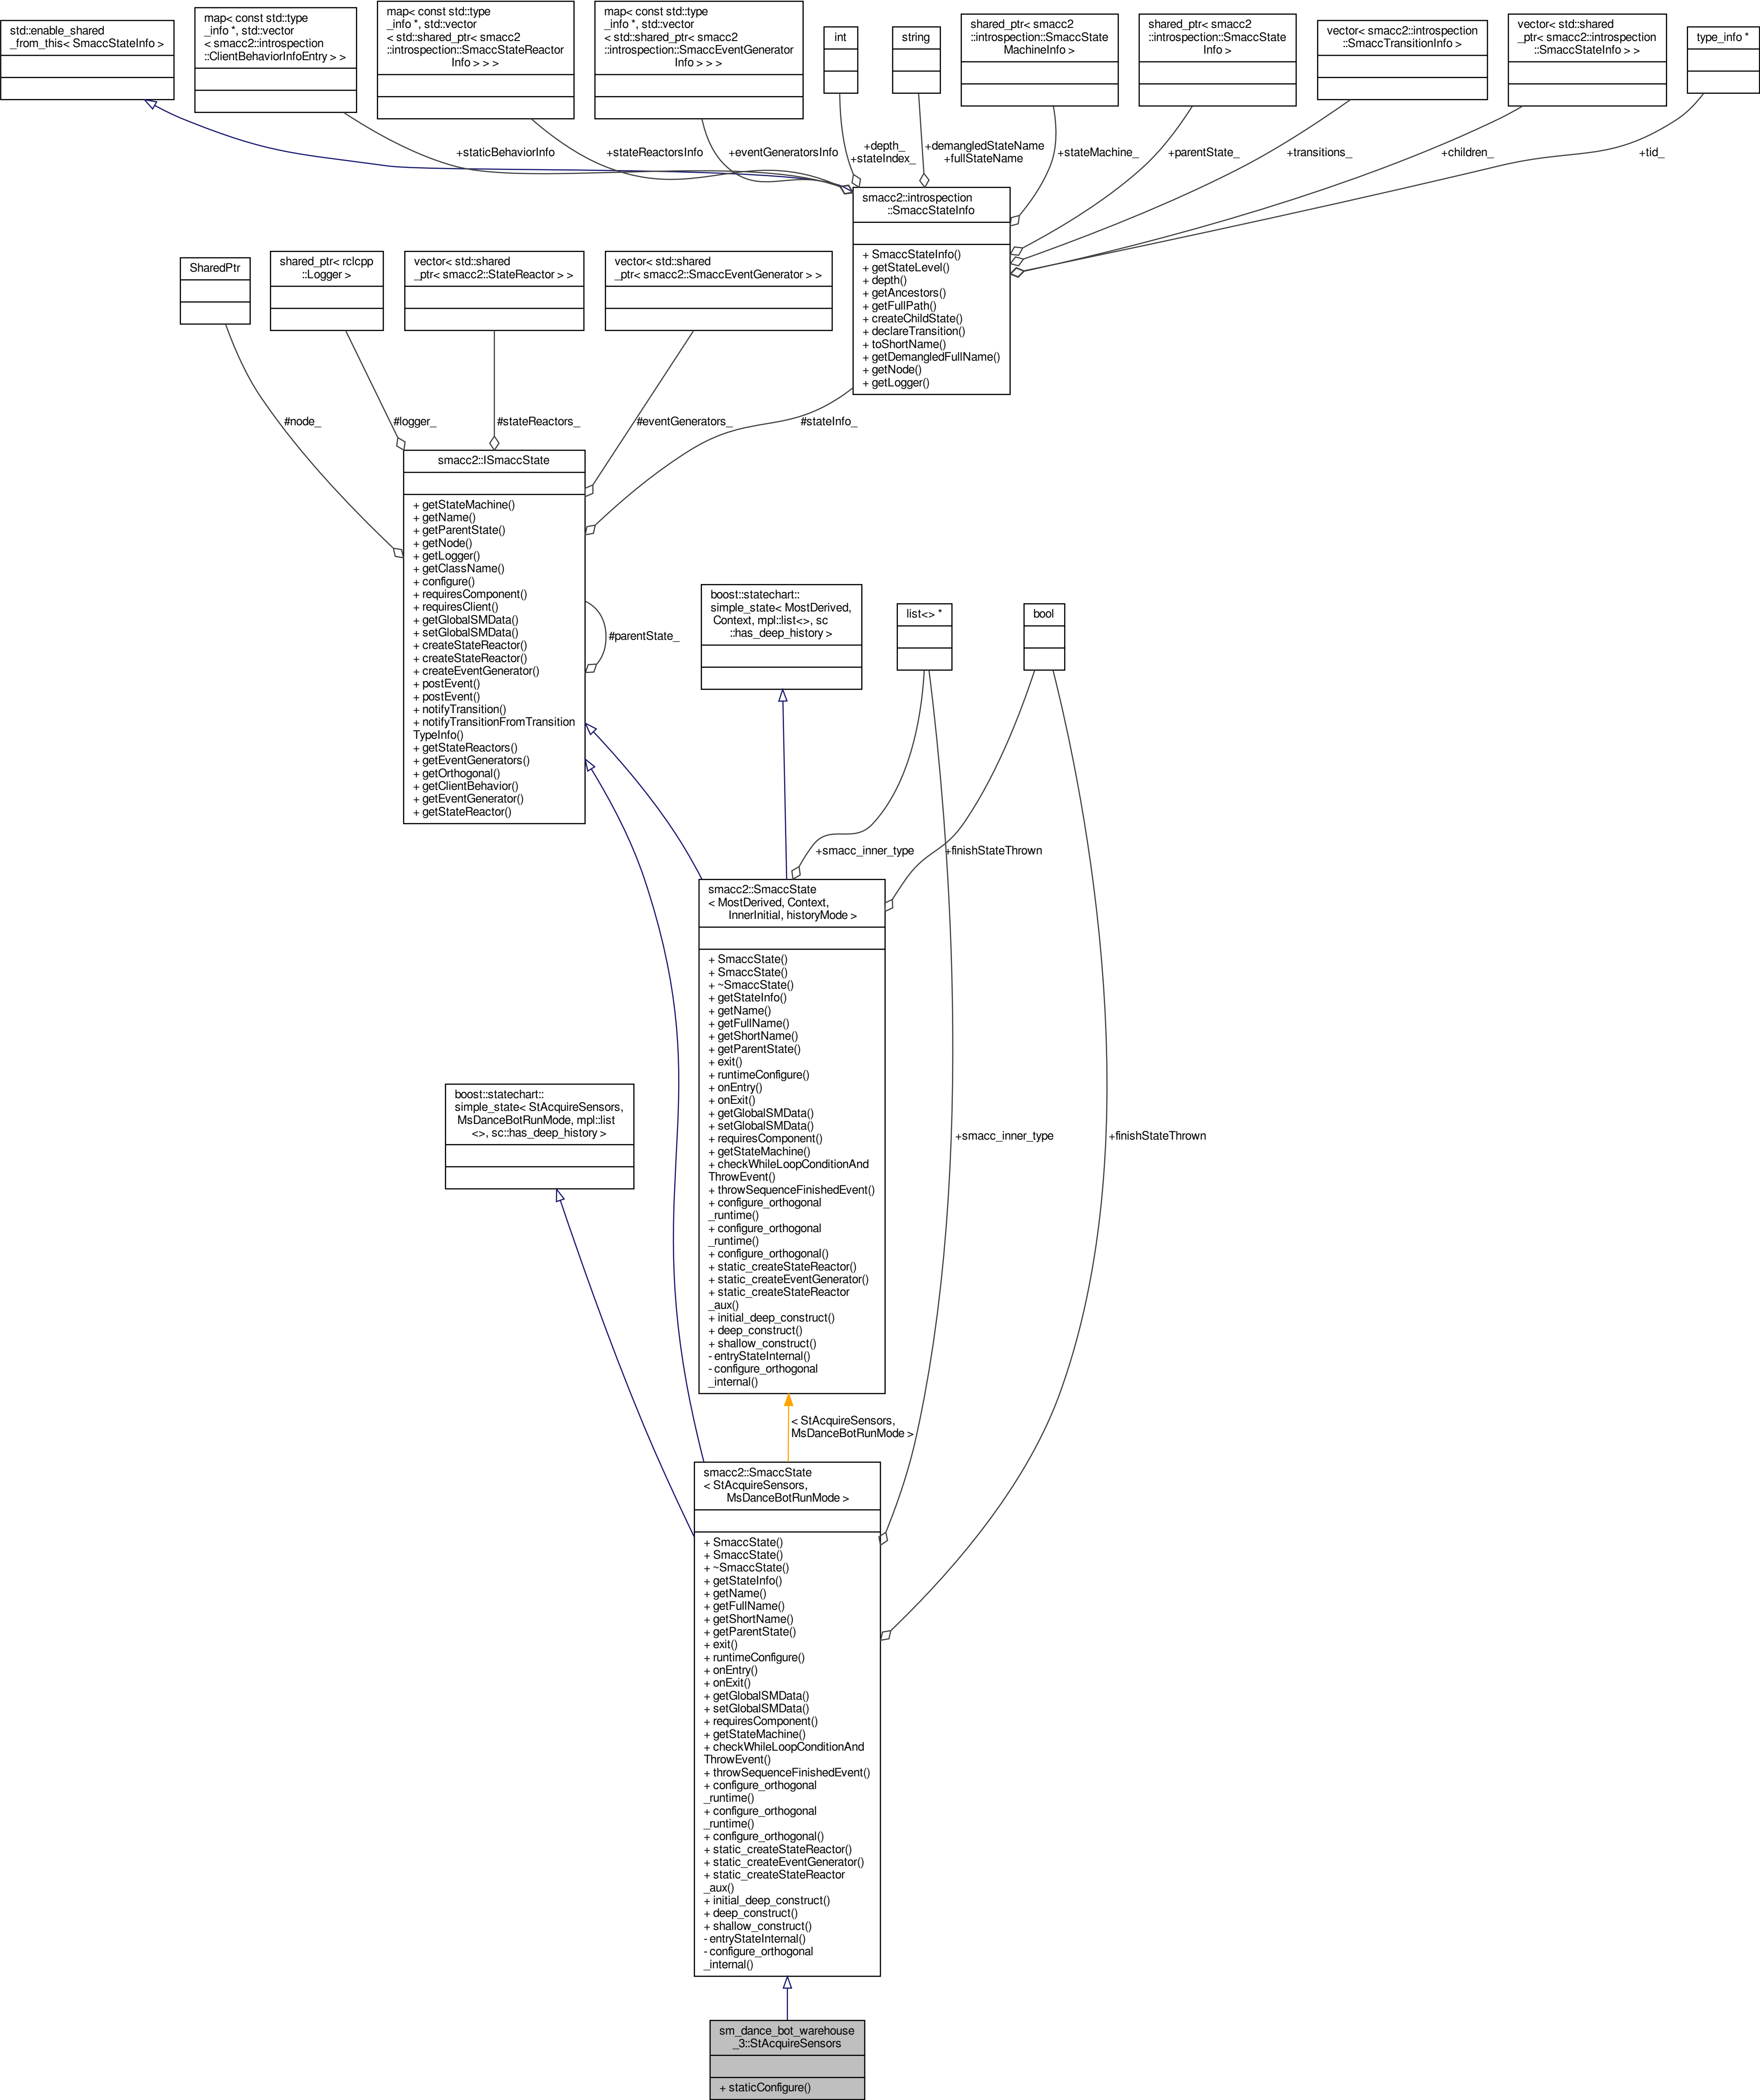 std::enable_shared
_from_this< SmaccStateInfo >
map< const std::type
_info *, std::vector
< smacc2::introspection
::ClientBehaviorInfoEntry > >
map< const std::type
_info *, std::vector
< std::shared_ptr< smacc2
::introspection::SmaccStateReactor
Info > > >
map< const std::type
_info *, std::vector
< std::shared_ptr< smacc2
::introspection::SmaccEventGenerator
Info > > >
int
string
shared_ptr< smacc2
::introspection::SmaccState
MachineInfo >
shared_ptr< smacc2
::introspection::SmaccState
Info >
vector< smacc2::introspection
::SmaccTransitionInfo >
vector< std::shared
_ptr< smacc2::introspection
::SmaccStateInfo > >
type_info *
+staticBehaviorInfo
+stateReactorsInfo
+eventGeneratorsInfo
+depth_
+stateIndex_
+demangledStateName
+fullStateName
+stateMachine_
+parentState_
+transitions_
+children_
+tid_
smacc2::introspection
::SmaccStateInfo
+ SmaccStateInfo()
+ getStateLevel()
+ depth()
+ getAncestors()
+ getFullPath()
+ createChildState()
+ declareTransition()
+ toShortName()
+ getDemangledFullName()
+ getNode()
+ getLogger()
SharedPtr
shared_ptr< rclcpp
::Logger >
vector< std::shared
_ptr< smacc2::StateReactor > >
vector< std::shared
_ptr< smacc2::SmaccEventGenerator > >
#node_
#logger_
#stateReactors_
#eventGenerators_
#stateInfo_
smacc2::ISmaccState
+ getStateMachine()
+ getName()
+ getParentState()
+ getNode()
+ getLogger()
+ getClassName()
+ configure()
+ requiresComponent()
+ requiresClient()
+ getGlobalSMData()
+ setGlobalSMData()
+ createStateReactor()
+ createStateReactor()
+ createEventGenerator()
+ postEvent()
+ postEvent()
+ notifyTransition()
+ notifyTransitionFromTransition
TypeInfo()
+ getStateReactors()
+ getEventGenerators()
+ getOrthogonal()
+ getClientBehavior()
+ getEventGenerator()
+ getStateReactor()
#parentState_
boost::statechart::
simple_state< MostDerived,
Context, mpl::list<>, sc
::has_deep_history >
list<> *
bool
+smacc_inner_type
+finishStateThrown
smacc2::SmaccState
< MostDerived, Context,
InnerInitial, historyMode >
+ SmaccState()
+ SmaccState()
+ ~SmaccState()
+ getStateInfo()
+ getName()
+ getFullName()
+ getShortName()
+ getParentState()
+ exit()
+ runtimeConfigure()
+ onEntry()
+ onExit()
+ getGlobalSMData()
+ setGlobalSMData()
+ requiresComponent()
+ getStateMachine()
+ checkWhileLoopConditionAnd
ThrowEvent()
+ throwSequenceFinishedEvent()
+ configure_orthogonal
_runtime()
+ configure_orthogonal
_runtime()
+ configure_orthogonal()
+ static_createStateReactor()
+ static_createEventGenerator()
+ static_createStateReactor
_aux()
+ initial_deep_construct()
+ deep_construct()
+ shallow_construct()
- entryStateInternal()
- configure_orthogonal
_internal()
boost::statechart::
simple_state< StAcquireSensors,
MsDanceBotRunMode, mpl::list
<>, sc::has_deep_history >
+smacc_inner_type
+finishStateThrown
< StAcquireSensors,
MsDanceBotRunMode >
smacc2::SmaccState
< StAcquireSensors,
MsDanceBotRunMode >
+ SmaccState()
+ SmaccState()
+ ~SmaccState()
+ getStateInfo()
+ getName()
+ getFullName()
+ getShortName()
+ getParentState()
+ exit()
+ runtimeConfigure()
+ onEntry()
+ onExit()
+ getGlobalSMData()
+ setGlobalSMData()
+ requiresComponent()
+ getStateMachine()
+ checkWhileLoopConditionAnd
ThrowEvent()
+ throwSequenceFinishedEvent()
+ configure_orthogonal
_runtime()
+ configure_orthogonal
_runtime()
+ configure_orthogonal()
+ static_createStateReactor()
+ static_createEventGenerator()
+ static_createStateReactor
_aux()
+ initial_deep_construct()
+ deep_construct()
+ shallow_construct()
- entryStateInternal()
- configure_orthogonal
_internal()
sm_dance_bot_warehouse
_3::StAcquireSensors
+ staticConfigure()